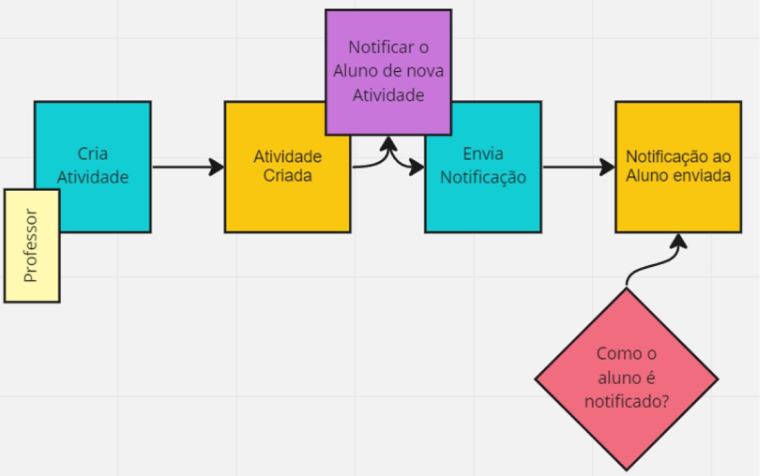 Notificar o
Aluno de nova
Atividade
Cria
Atividade
Atividade
Criada
Envia
Notificação
Notificação ao
Aluno enviada
Professor
Como o
aluno é
notificado?